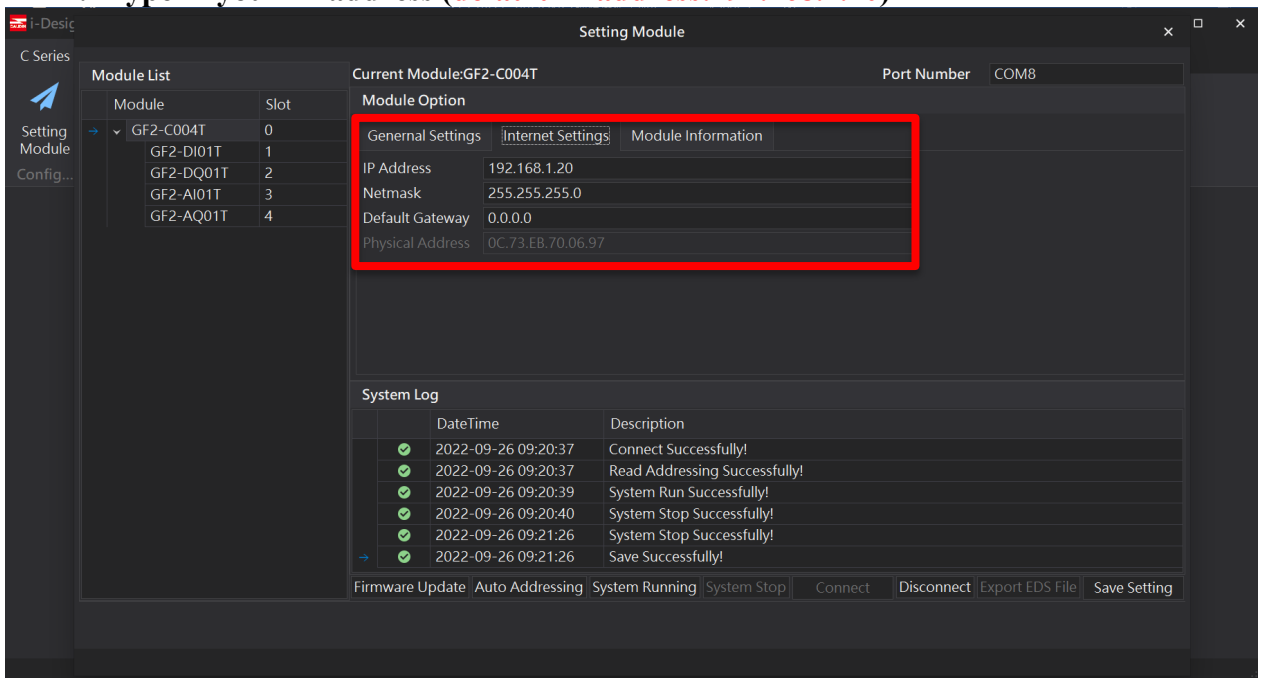 i-Desig
Setting Module
C Series
Setting Module
Config...
Module List
Module Slot
GF2-C004T 0
GF2-DI01T 1
GF2-DQ01T 2
GF2-AI01T 3
GF2-AQ01T 4
Current Module:GF2-C004T Port Number COM8
Module Option
Genernal Settings Internet Settings Module Information
IP Address 192.168.1.20
Netmask 255.255.255.0
Default Gateway 0.0.0.0
Physical Address 0C.73.EB.70.06.97
System Log
DateTime Description
2022-09-26 09:20:37 Connect Successfully!
2022-09-26 09:20:37 Read Addressing Successfully!
2022-09-26 09:20:39 System Run Successfully!
2022-09-26 09:20:40 System Stop Successfully!
2022-09-26 09:21:26 System Stop Successfully!
2022-09-26 09:21:26 Save Successfully!
Firmware Update Auto Addressing System Running System Stop Connect Disconnect Export EDS File Save Setting